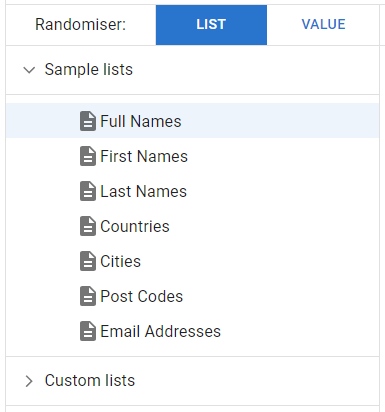 Randomiser: LIST VALUE
Sample lists
Full Names
First Names
Last Names
Countries
Cities
Post Codes
Email Addresses
Custom lists